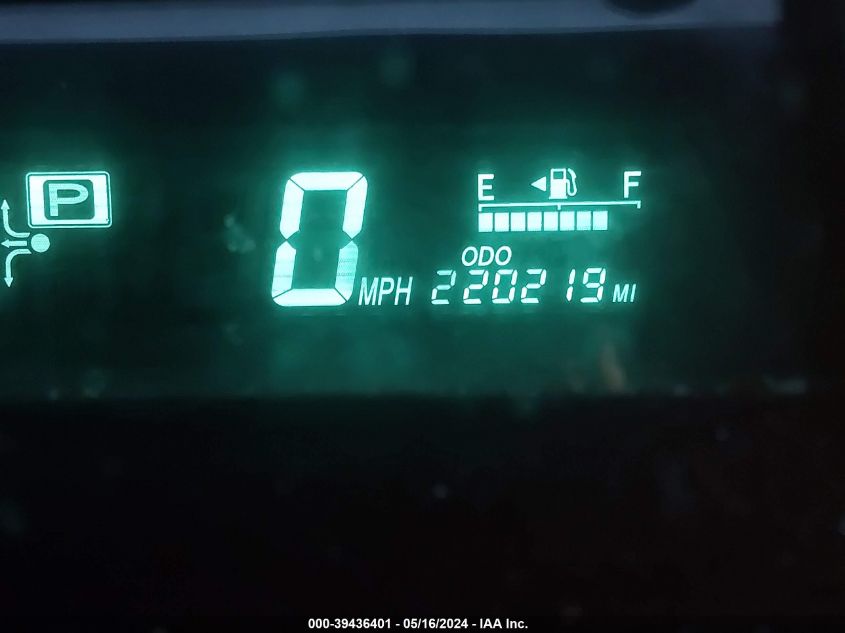 P
0 MPH
E F
ODO
220219 MI
000-39436401 - 05/16/2024 - IAA Inc.